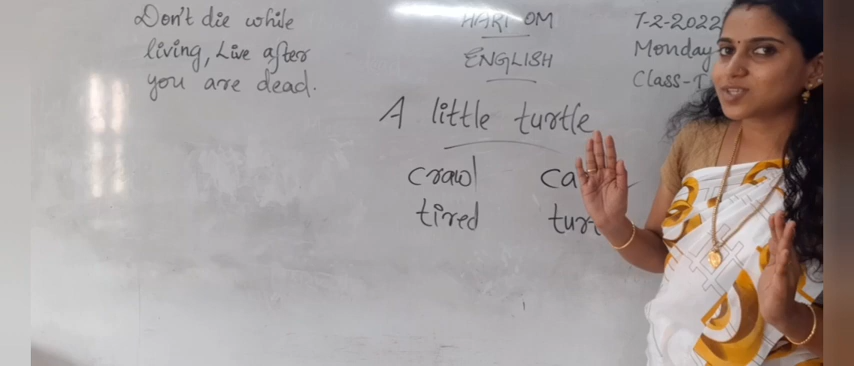 Don't die while
living, Live after
you are dead.
HARI OM
ENGLISH
7-2-2022
Monday
Class-
A little turtle
crawl
tired